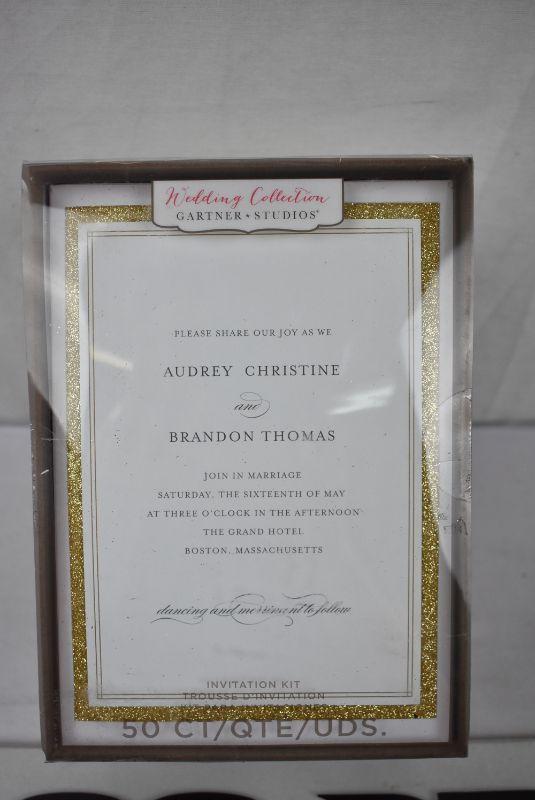 Wedding Collection
GARTNER STUDIOS®
PLEASE SHARE OUR JOY AS WE
AUDREY CHRISTINE
and
BRANDON THOMAS
JOIN IN MARRIAGE
SATURDAY, THE SIXTEENTH OF MAY
AT THREE O'CLOCK IN THE AFTERNOON
THE GRAND HOTEL
BOSTON, MASSACHUSETTS
dancing and merriment to follow
INVITATION KIT
TROUSSE D'INVITATION
50 CT/QTE/UDS.